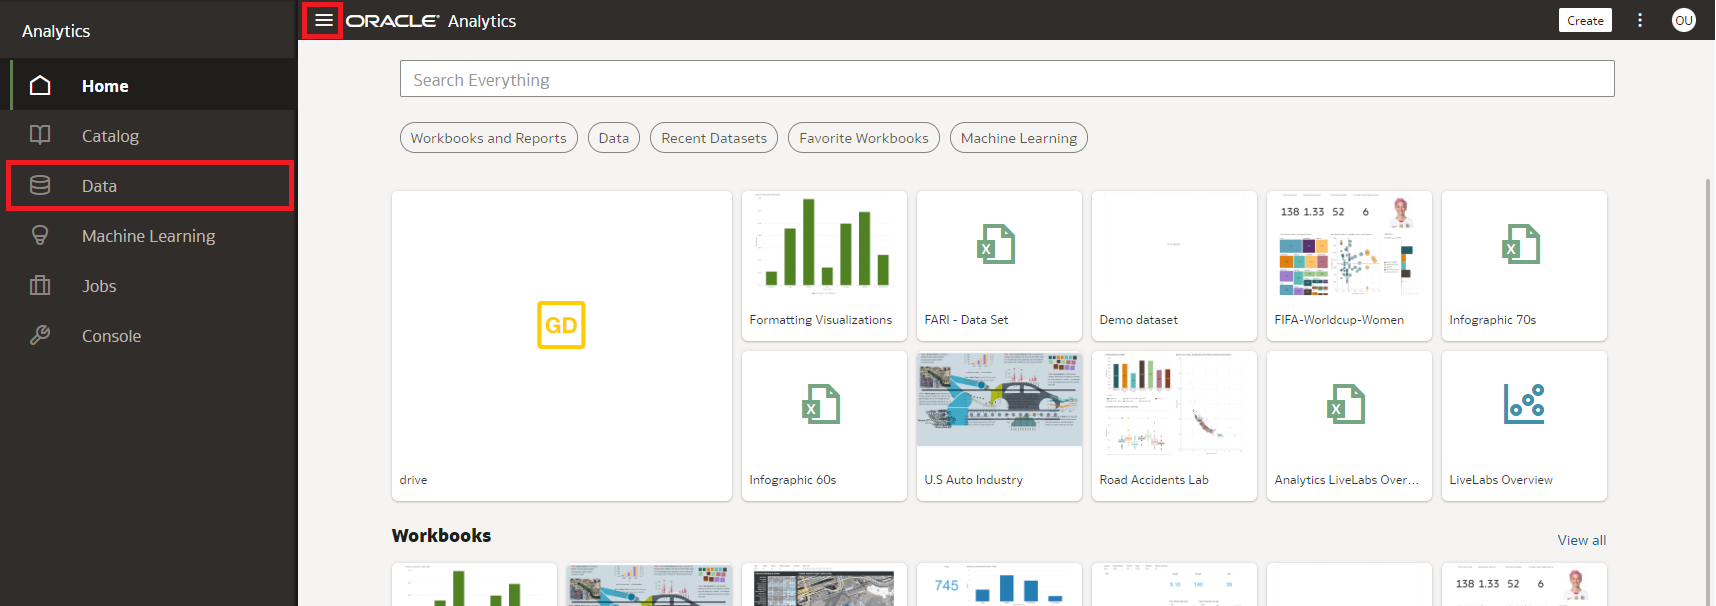 Analytics
Home
Catalog
Data
Machine Learning
Jobs
Console
ORACLE Analytics
Create
OU
Search Everything
Workbooks and Reports
Data
Recent Datasets
Favorite Workbooks
Machine Learning
GD
drive
Formatting Visualizations
X
FARI - Data Set
Demo dataset
138 1.33 52 6
FIFA-Worldcup-Women
X
Infographic 70s
X
Infographic 60s
U.S Auto Industry
Road Accidents Lab
X
Analytics LiveLabs Over...
LiveLabs Overview
Workbooks
View all
745
138 1.33 52 6